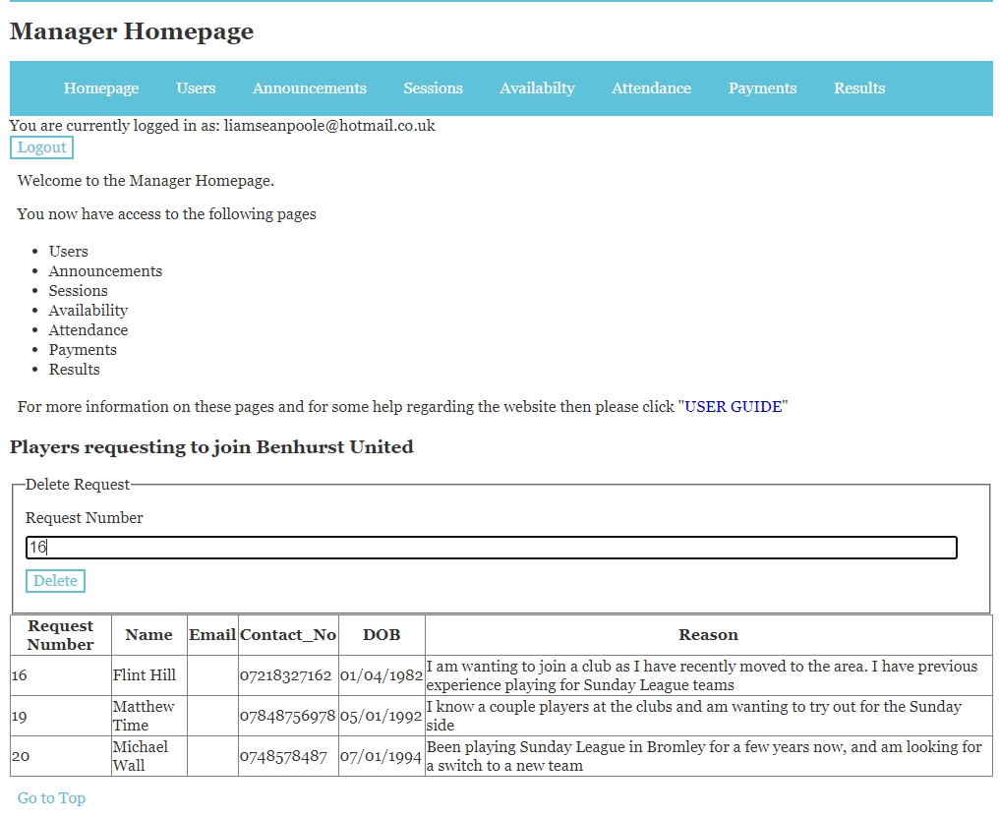 Manager Homepage
Homepage Users Announcements Sessions Availabilty Attendance Payments Results
You are currently logged in as: liamseanpoole@hotmail.co.uk
Logout
Welcome to the Manager Homepage.
You now have access to the following pages
• Users
• Announcements
• Sessions
• Availability
• Attendance
• Payments
• Results
For more information on these pages and for some help regarding the website then please click "USER GUIDE"
Players requesting to join Benhurst United
Delete Request
Request Number
16
Delete
Request Number Name Email Contact_No DOB Reason
16 Flint Hill 07218327162 01/04/1982 I am wanting to join a club as I have recently moved to the area. I have previous
experience playing for Sunday League teams
19 Matthew Time 07848756978 05/01/1992 I know a couple players at the clubs and am wanting to try out for the Sunday
side
20 Michael Wall 0748578487 07/01/1994 Been playing Sunday League in Bromley for a few years now, and am looking for
a switch to a new team
Go to Top